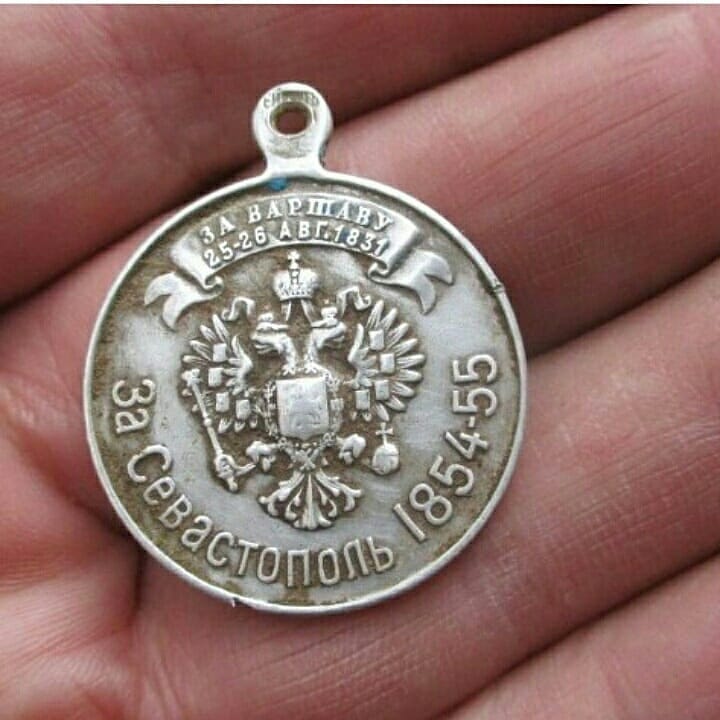 ЗА ВАРШАВУ
25-26 АВГ. 1831
За Севастополь 1854-55